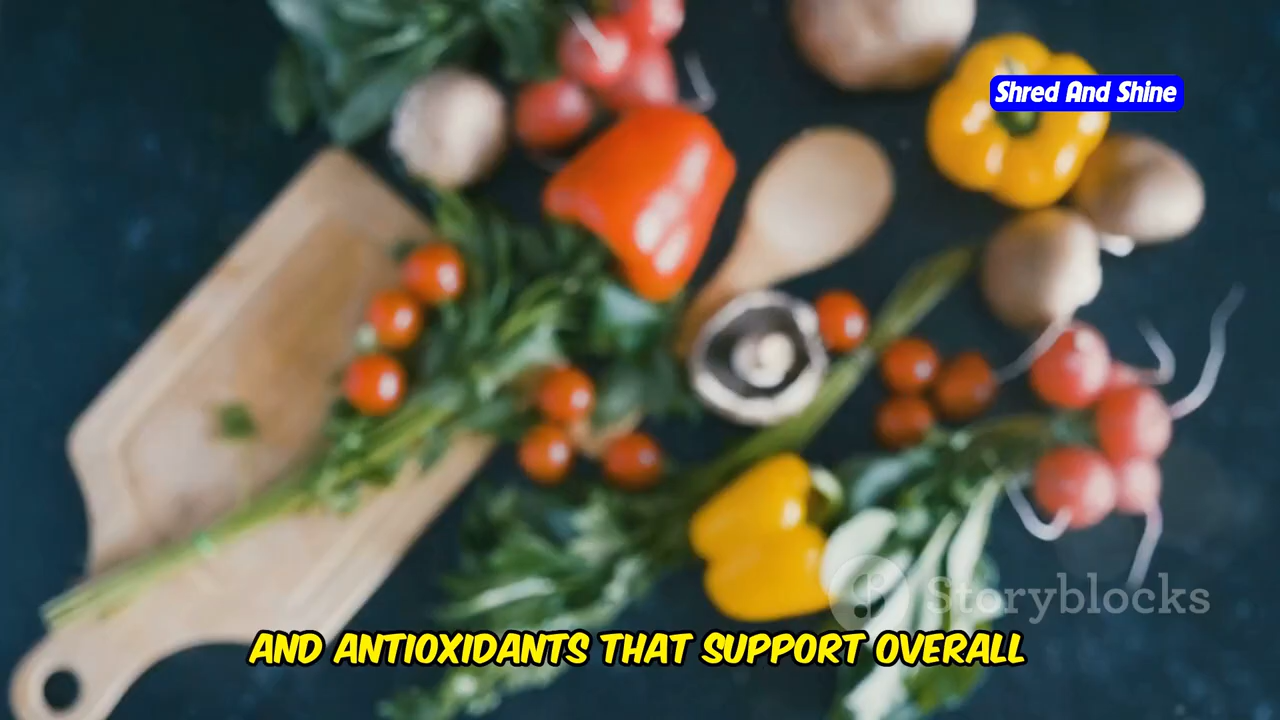 Shred And Shine
Storyblocks
AND ANTIOXIDANTS THAT SUPPORT OVERALL